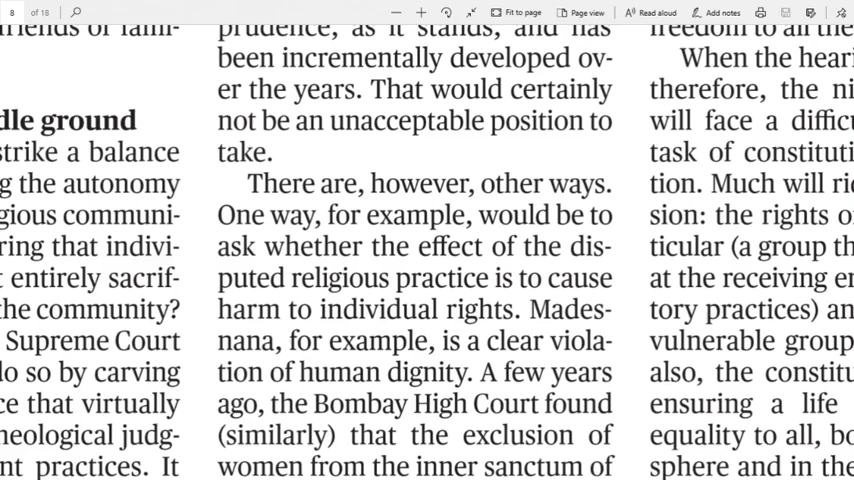 8 of 18 Fit to page Page view Read aloud Add notes
friends or
dle ground
strike a balance
g the autonomy
gious communi-
ring that indivi-
t entirely sacrif-
the community?
Supreme Court
do so by carving
ce that virtually
heological judg-
nt practices. It
prudence, as it stands, and has
been incrementally developed ov-
er the years. That would certainly
not be an unacceptable position to
take.
There are, however, other ways.
One way, for example, would be to
ask whether the effect of the dis-
puted religious practice is to cause
harm to individual rights. Mades-
nana, for example, is a clear viola-
tion of human dignity. A few years
ago, the Bombay High Court found
(similarly) that the exclusion of
women from the inner sanctum of
freedom to all the
When the heari
therefore, the ni
will face a difficu
task of constituti
tion. Much will ri
sion: the rights o
ticular (a group th
at the receiving en
tory practices) an
vulnerable group
also, the constitu
ensuring a life
equality to all, bo
sphere and in the